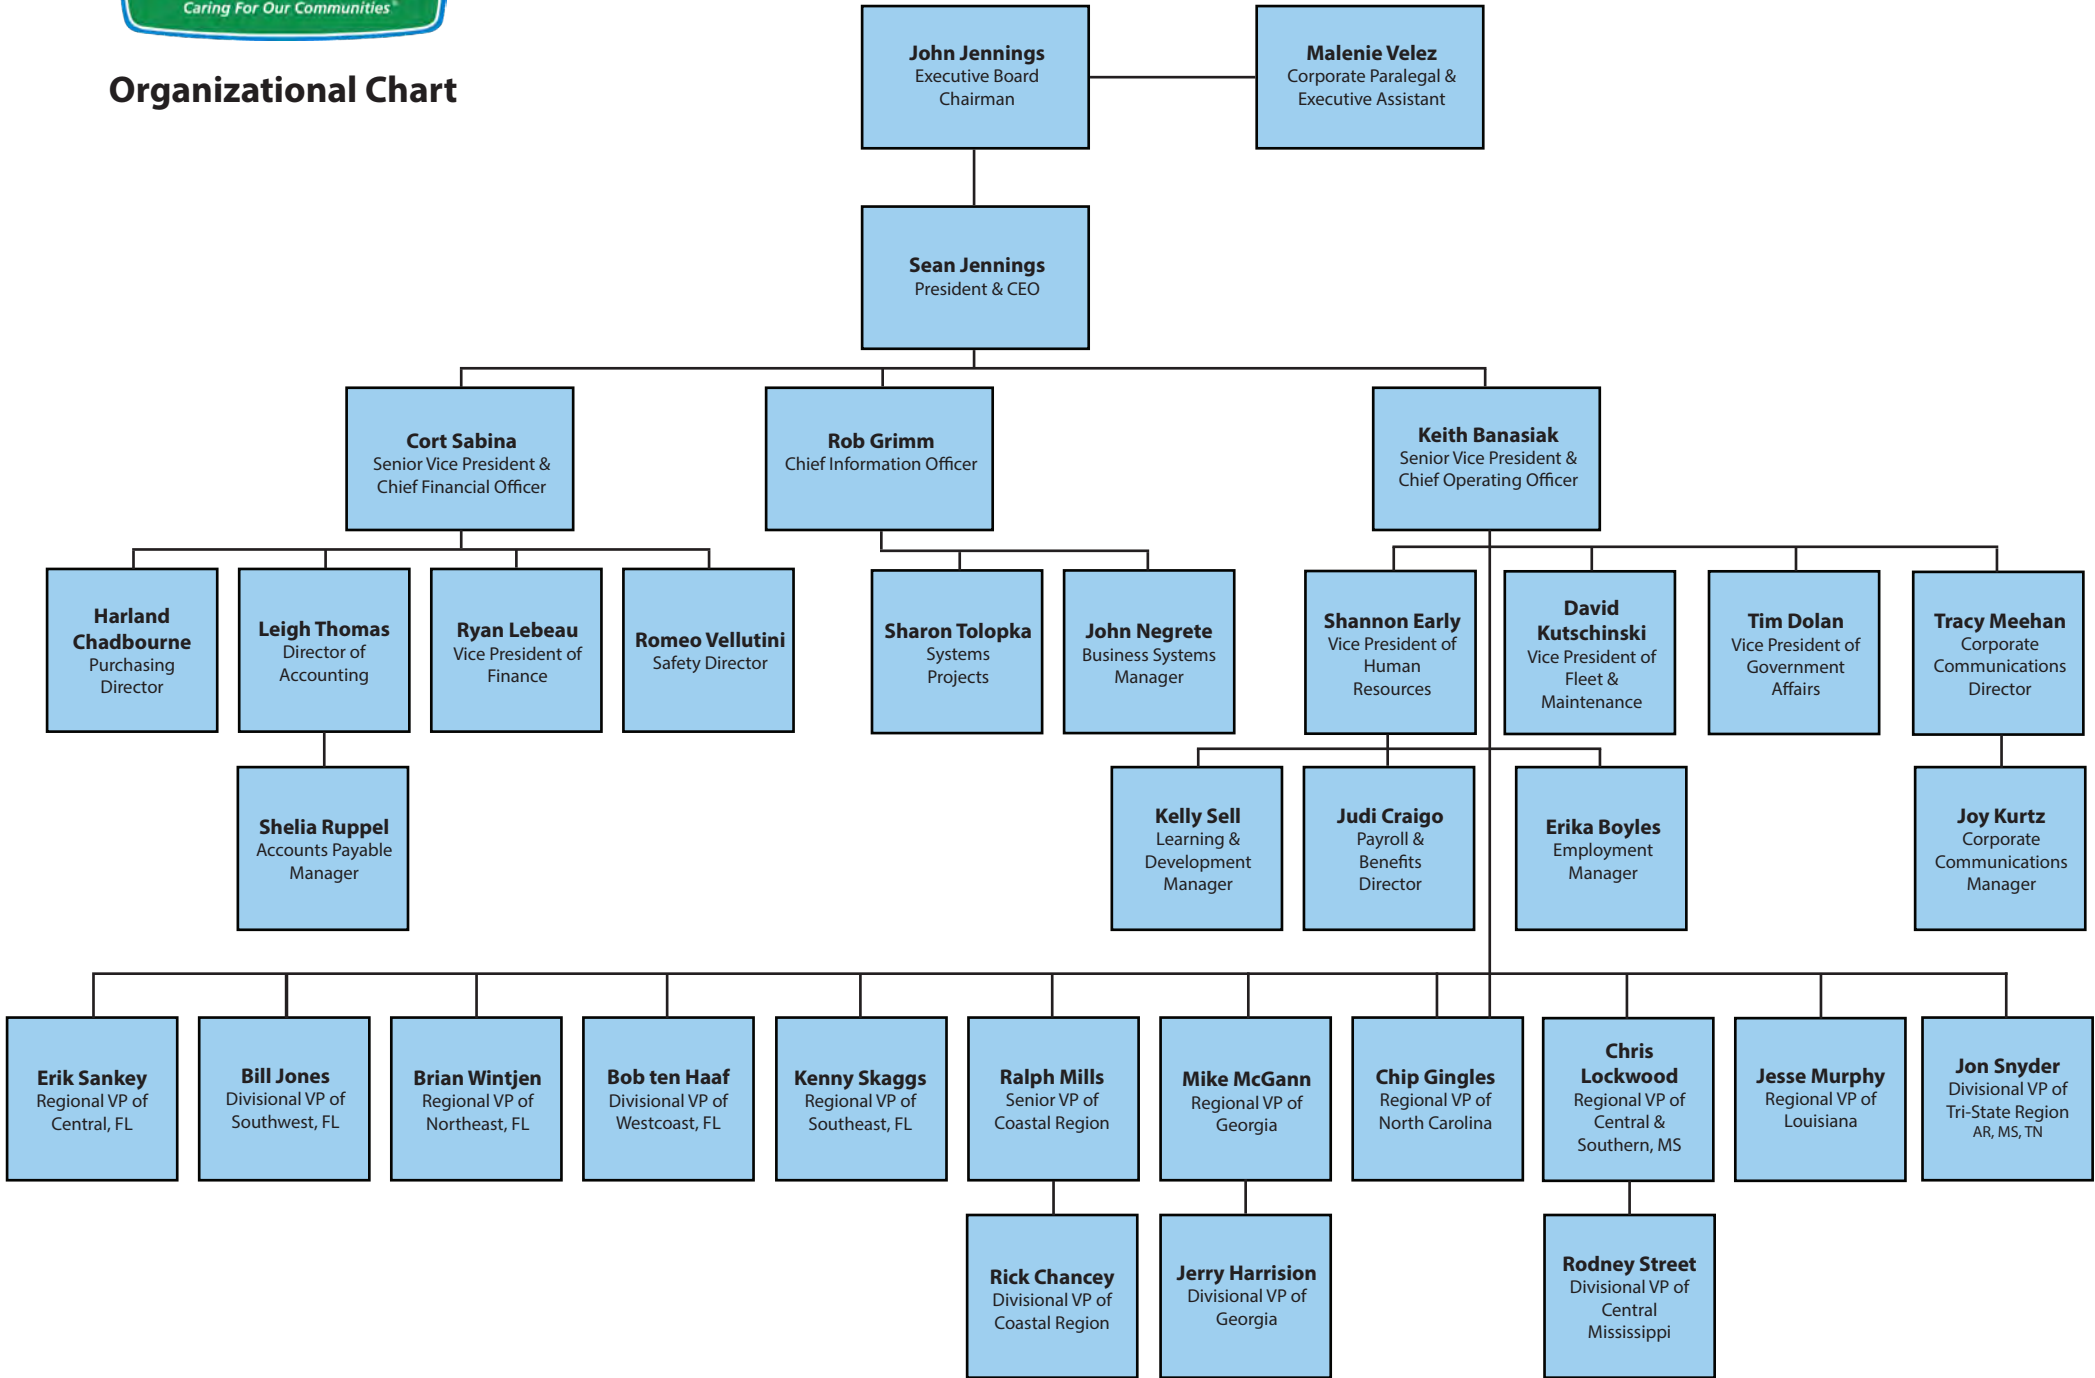 Caring For Our Communities®
Organizational Chart
John Jennings
Executive Board
Chairman
Malenie Velez
Corporate Paralegal &
Executive Assistant
Sean Jennings
President & CEO
Cort Sabina
Senior Vice President &
Chief Financial Officer
Rob Grimm
Chief Information Officer
Keith Banasiak
Senior Vice President &
Chief Operating Officer
Harland
Chadbourne
Purchasing
Director
Leigh Thomas
Director of
Accounting
Ryan Lebeau
Vice President of
Finance
Romeo Vellutini
Safety Director
Sharon Tolopka
Systems
Projects
John Negrete
Business Systems
Manager
Shannon Early
Vice President of
Human
Resources
David
Kutschinski
Vice President of
Fleet &
Maintenance
Tim Dolan
Vice President of
Government
Affairs
Tracy Meehan
Corporate
Communications
Director
Shelia Ruppel
Accounts Payable
Manager
Kelly Sell
Learning &
Development
Manager
Judi Craigo
Payroll &
Benefits
Director
Erika Boyles
Employment
Manager
Joy Kurtz
Corporate
Communications
Manager
Erik Sankey
Regional VP of
Central, FL
Bill Jones
Divisional VP of
Southwest, FL
Brian Wintjen
Regional VP of
Northeast, FL
Bob ten Haaf
Divisional VP of
Westcoast, FL
Kenny Skaggs
Regional VP of
Southeast, FL
Ralph Mills
Senior VP of
Coastal Region
Mike McGann
Regional VP of
Georgia
Chip Gingles
Regional VP of
North Carolina
Chris
Lockwood
Regional VP of
Central &
Southern, MS
Jesse Murphy
Regional VP of
Louisiana
Jon Snyder
Divisional VP of
Tri-State Region
AR, MS, TN
Rick Chancey
Divisional VP of
Coastal Region
Jerry Harrision
Divisional VP of
Georgia
Rodney Street
Divisional VP of
Central
Mississippi